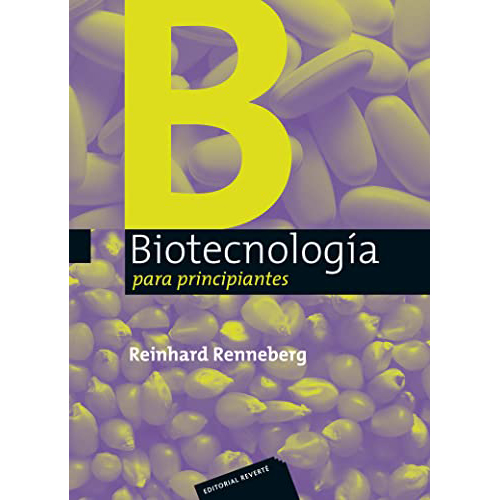 B
Biotecnología
para principiantes
Reinhard Renneberg
EDITORIAL REVERTÉ